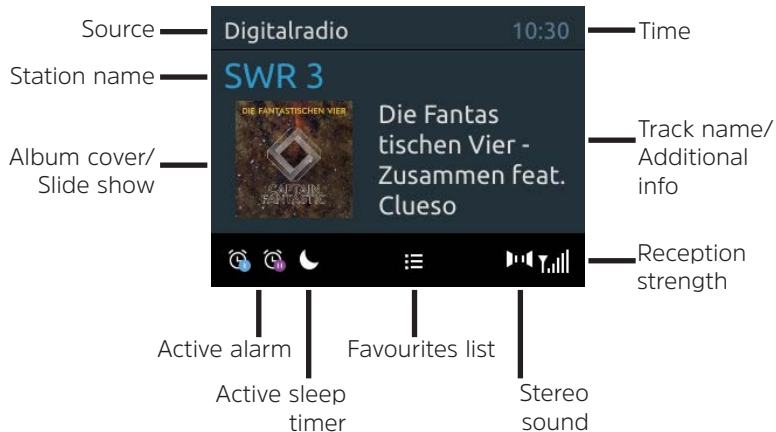 Source
Digitalradio
10:30
Time
Station name
SWR 3
Album cover/
Slide show
DIE FANTASTISCHEN VIER
CAPTAIN
FANTASTIC
Die Fantas
tischen Vier -
Zusammen feat.
Clueso
Track name/
Additional
info
Reception
strength
Active alarm
Favourites list
Active sleep
timer
Stereo
sound